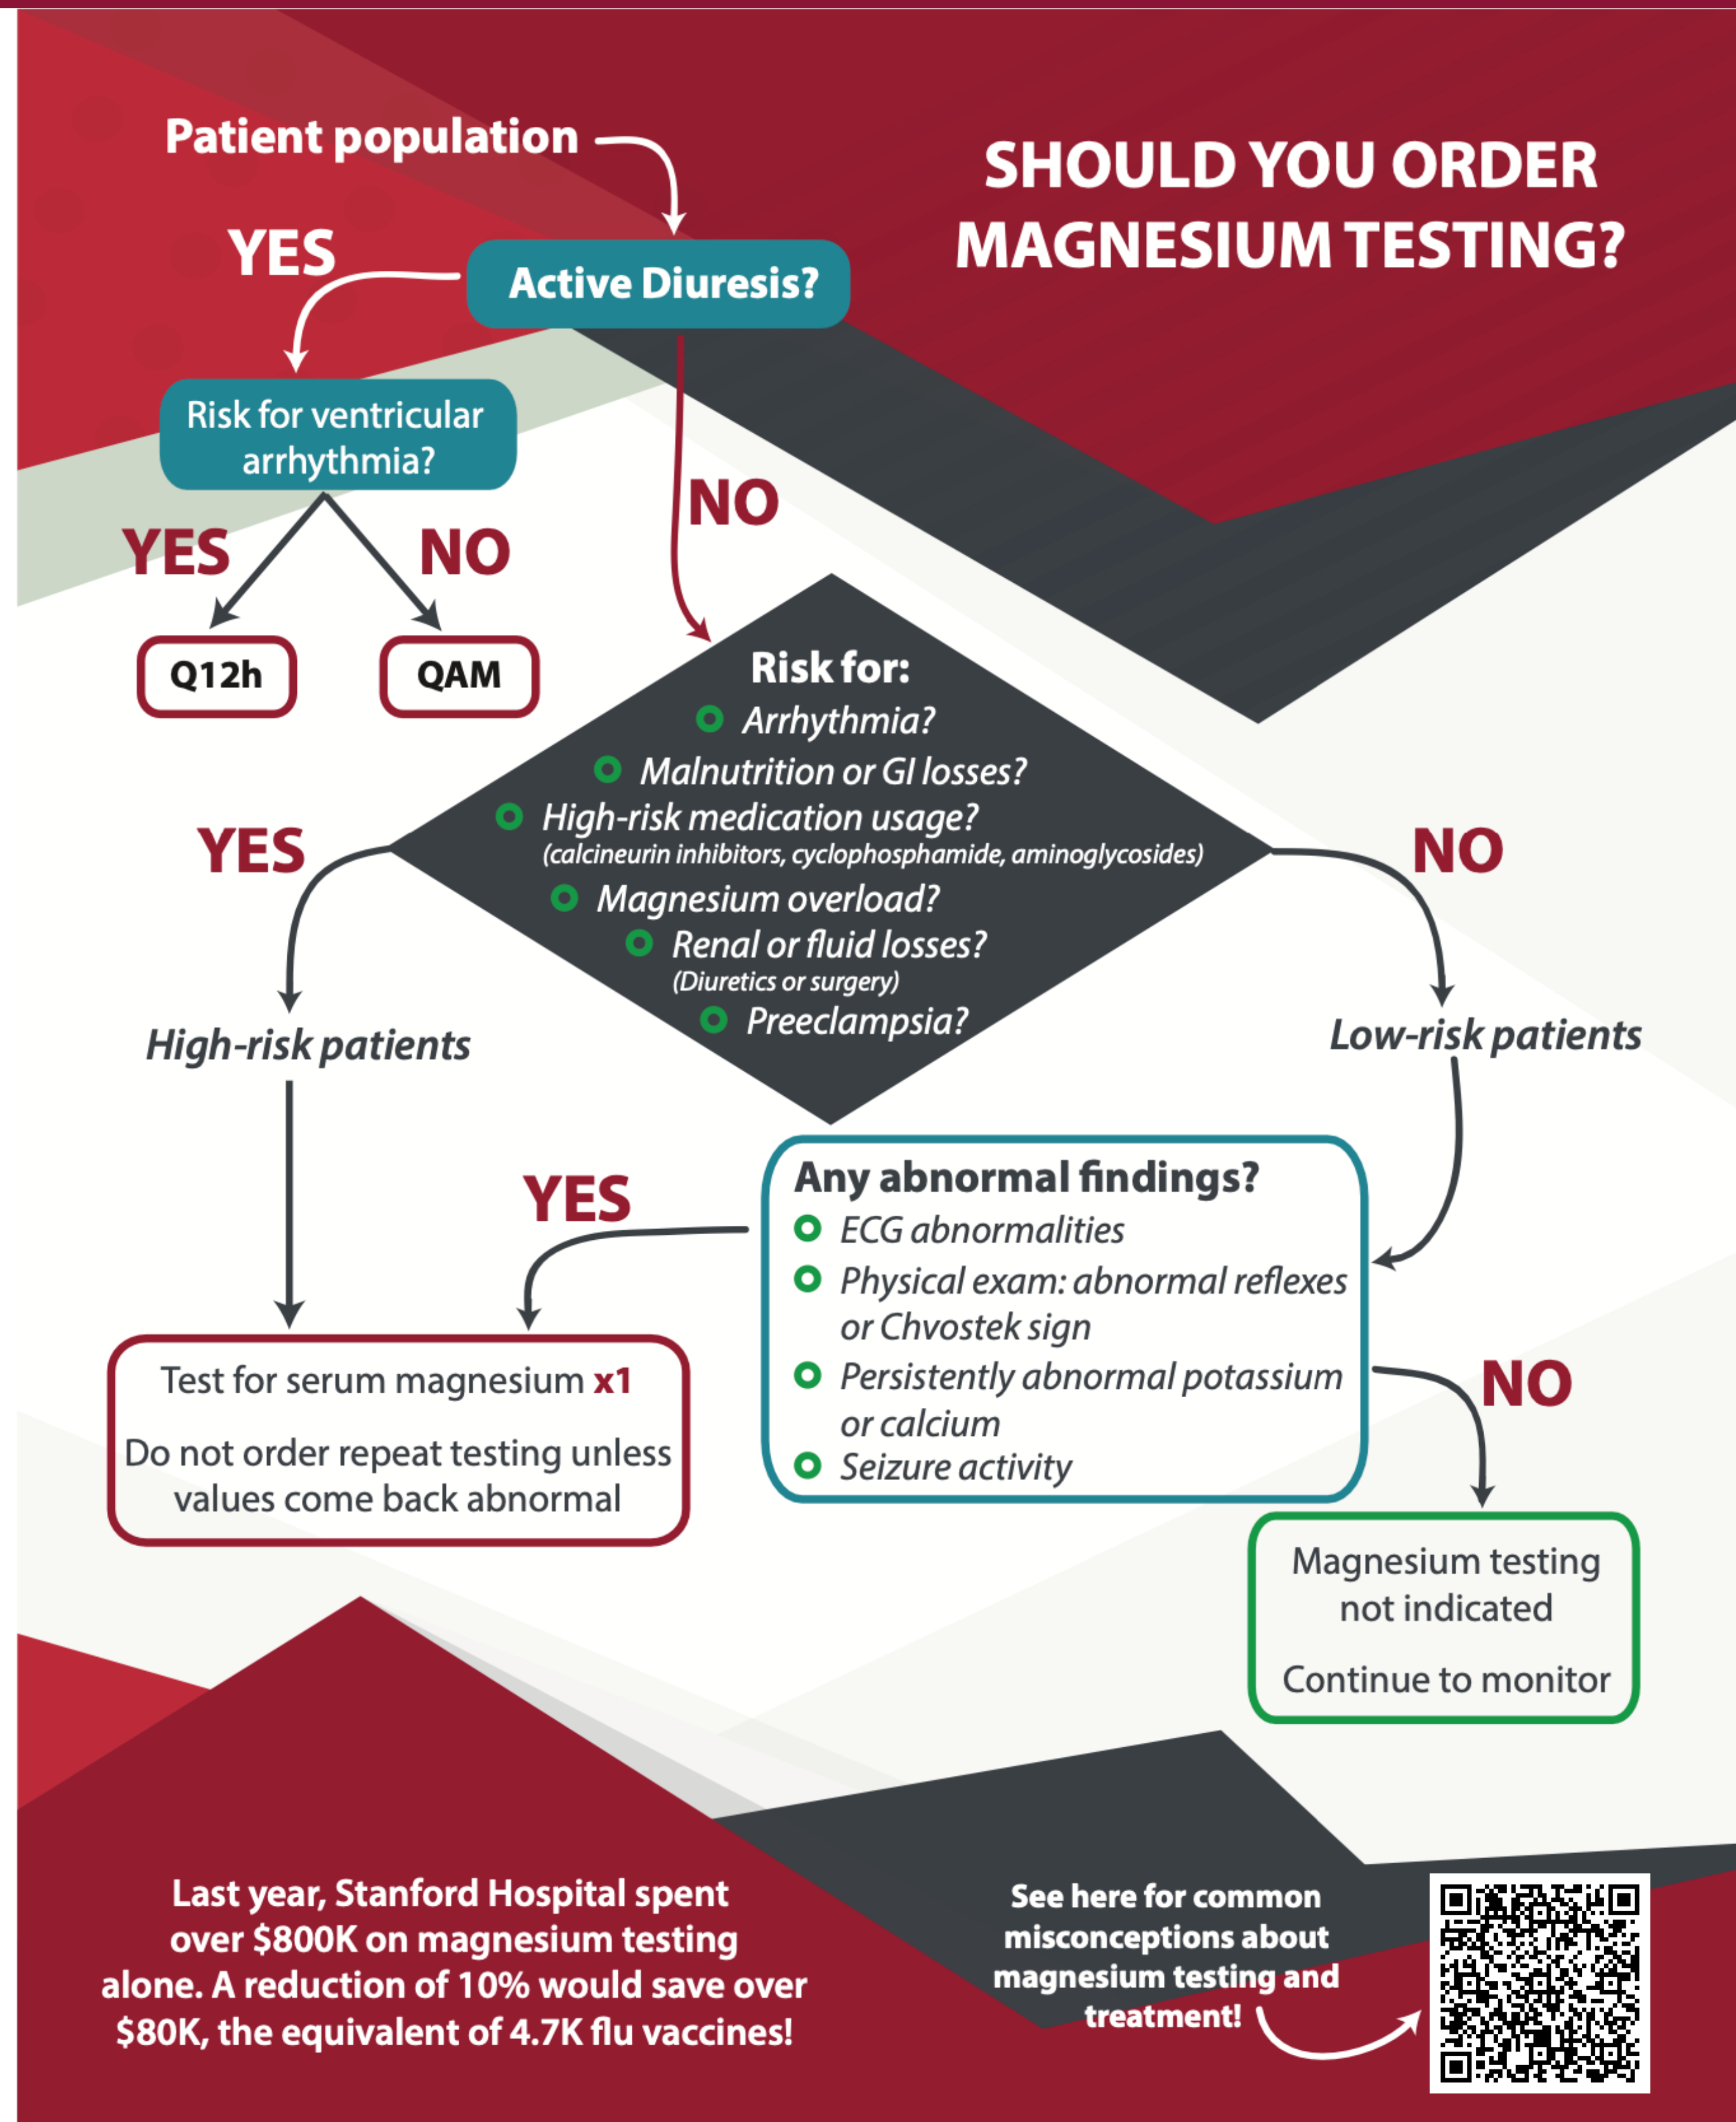 Patient population
SHOULD YOU ORDER
MAGNESIUM TESTING?
YES
Active Diuresis?
Risk for ventricular
arrhythmia?
YES
NO
NO
Q12h
QAM
Risk for:
Arrhythmia?
Malnutrition or GI losses?
High-risk medication usage?
(calcineurin inhibitors, cyclophosphamide, aminoglycosides)
Magnesium overload?
Renal or fluid losses?
(Diuretics or surgery)
Preeclampsia?
YES
NO
High-risk patients
Low-risk patients
Any abnormal findings?
ECG abnormalities
Physical exam: abnormal reflexes
or Chvostek sign
Persistently abnormal potassium
or calcium
Seizure activity
YES
NO
Test for serum magnesium x1
Do not order repeat testing unless
values come back abnormal
Magnesium testing
not indicated
Continue to monitor
Last year, Stanford Hospital spent
over $800K on magnesium testing
alone. A reduction of 10% would save over
$80K, the equivalent of 4.7K flu vaccines!
See here for common
misconceptions about
magnesium testing and
treatment!